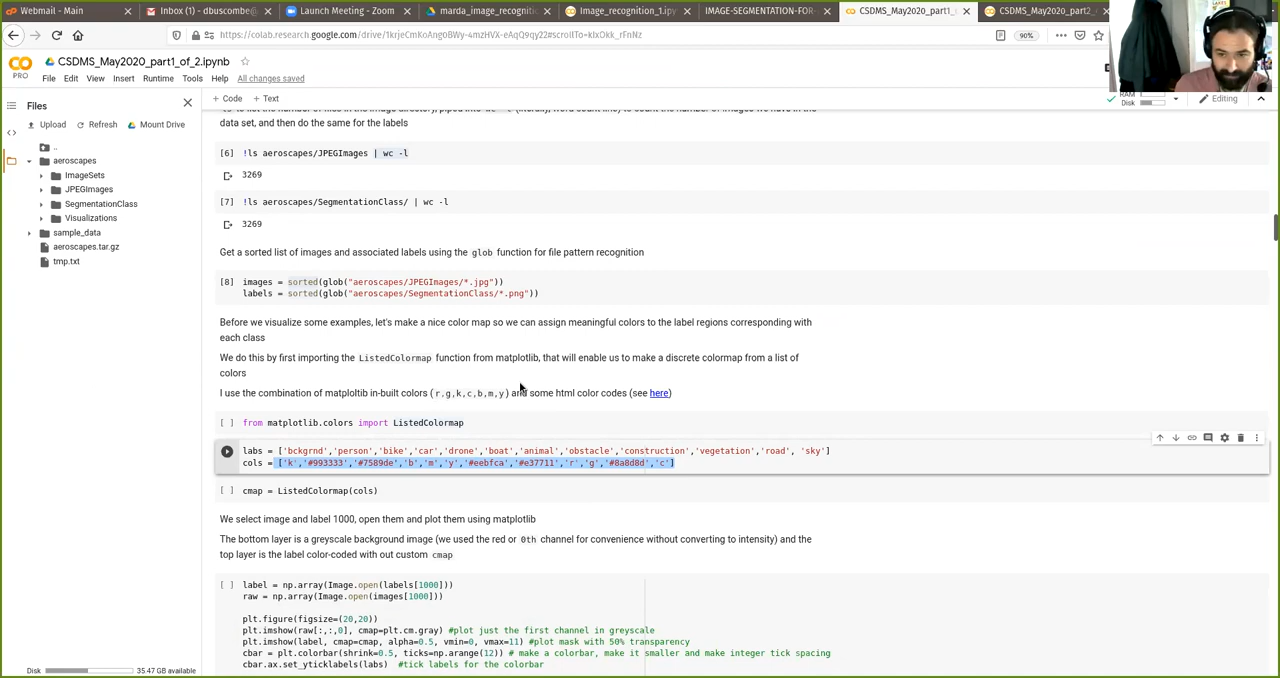 Webmail - Main
Inbox (1) - dbuscombe@
Launch Meeting - Zoom
marda_image_recognitic
Image_recognition_1.ipyn
IMAGE-SEGMENTATION-FOR
CSDMS_May2020_part1_
CSDMS_May2020_part2_
https://colab.research.google.com/drive/
90%
CSDMS_May2020_part1_of_2.ipynb
PRO
File Edit View Insert Runtime Tools Help All changes saved
Files
+ Code + Text
RAM
Disk
Editing
Upload Refresh Mount Drive
..
aeroscapes
ImageSets
JPEGImages
SegmentationClass
Visualizations
sample_data
aeroscapes.tar.gz
tmp.txt
data set, and then do the same for the labels
[6] !ls aeroscapes/JPEGImages | wc -l
3269
[7] !ls aeroscapes/SegmentationClass/ | wc -l
3269
Get a sorted list of images and associated labels using the glob function for file pattern recognition
[8] images = sorted(glob("aeroscapes/JPEGImages/*.jpg"))
labels = sorted(glob("aeroscapes/SegmentationClass/*.png"))
Before we visualize some examples, let's make a nice color map so we can assign meaningful colors to the label regions corresponding with
each class
We do this by first importing the ListedColormap function from matplotlib, that will enable us to make a discrete colormap from a list of
colors
I use the combination of matploltib in-built colors (r,g,k,c,b,m,y) and some html color codes (see here)
[ ] from matplotlib.colors import ListedColormap
labs = ['bckgrnd','person','bike','car','drone','boat','animal','obstacle','construction','vegetation','road', 'sky']
cols = ['k','#993333','#7589de','b','m','y','#eebfca','#e37711','r','g','#8a8d8d','c']
[ ] cmap = ListedColormap(cols)
We select image and label 1000, open them and plot them using matplotlib
The bottom layer is a greyscale background image (we used the red or 0th channel for convenience without converting to intensity) and the
top layer is the label color-coded with out custom cmap
[ ] label = np.array(Image.open(labels[1000]))
raw = np.array(Image.open(images[1000]))
plt.figure(figsize=(20,20))
plt.imshow(raw[:,:,0], cmap=plt.cm.gray) #plot just the first channel in greyscale
plt.imshow(label, cmap=cmap, alpha=0.5, vmin=0, vmax=11) #plot mask with 50% transparency
cbar = plt.colorbar(shrink=0.5, ticks=np.arange(12)) # make a colorbar, make it smaller and make integer tick spacing
cbar.ax.set_yticklabels(labs) #tick labels for the colorbar
Disk 35.47 GB available